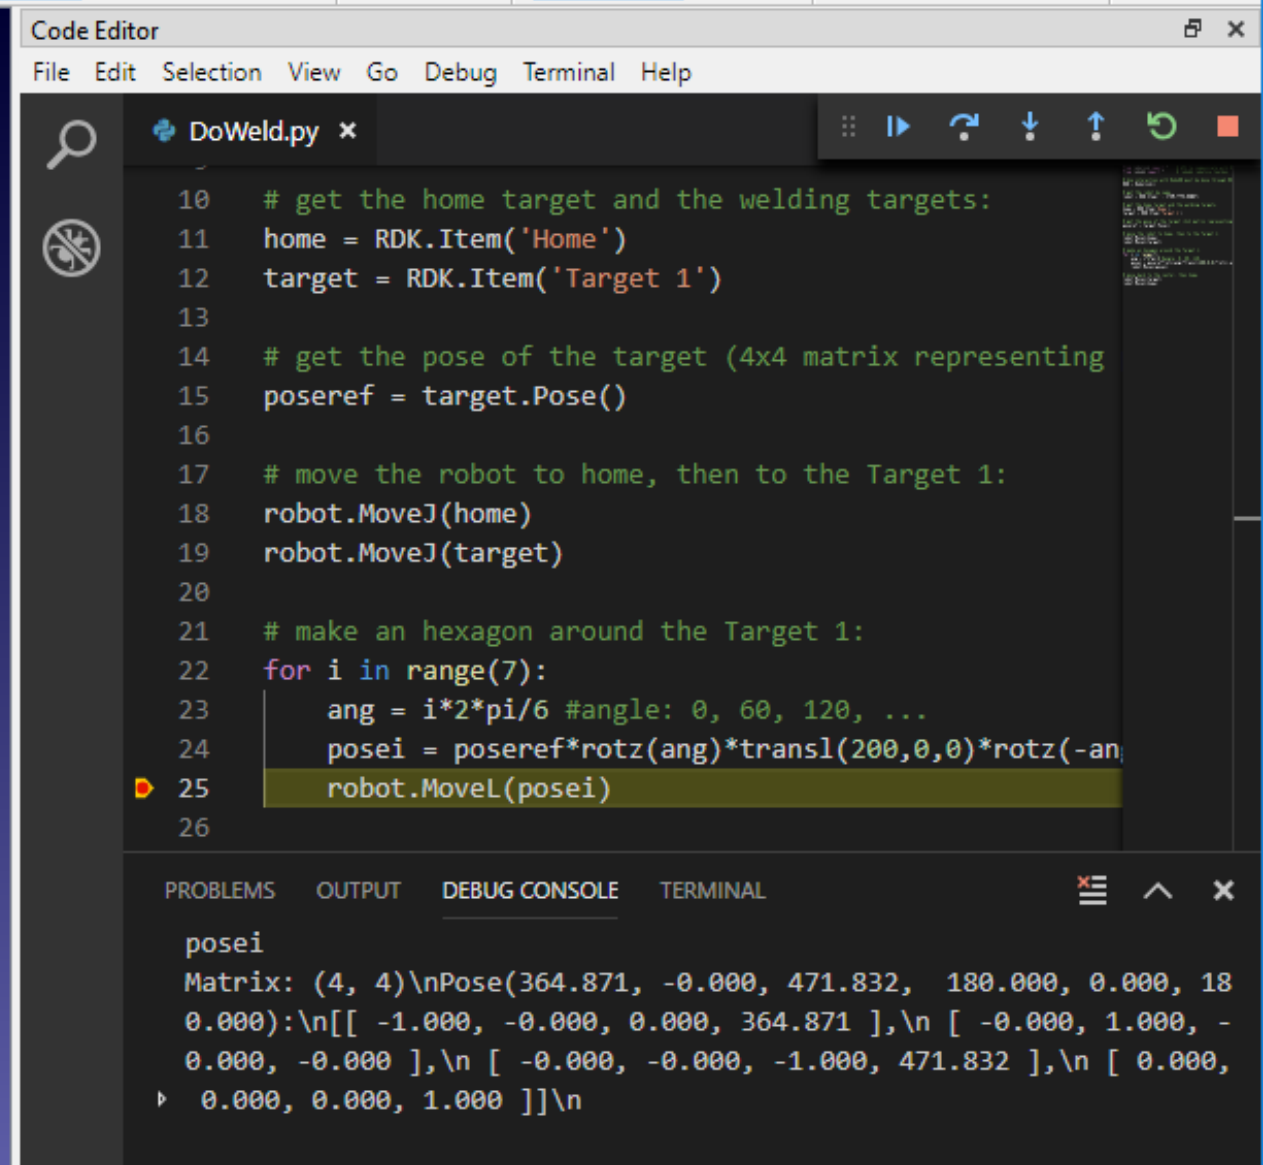 Code Editor
File Edit Selection View Go Debug Terminal Help
DoWeld.py
10 # get the home target and the welding targets:
11 home = RDK.Item('Home')
12 target = RDK.Item('Target 1')
13
14 # get the pose of the target (4x4 matrix representing
15 poseref = target.Pose()
16
17 # move the robot to home, then to the Target 1:
18 robot.MoveJ(home)
19 robot.MoveJ(target)
20
21 # make an hexagon around the Target 1:
22 for i in range(7):
23 ang = i*2*pi/6 #angle: 0, 60, 120, ...
24 posei = poseref*rotz(ang)*transl(200,0,0)*rotz(-an
25 robot.MoveL(posei)
26
PROBLEMS OUTPUT DEBUG CONSOLE TERMINAL
posei
Matrix: (4, 4)\nPose(364.871, -0.000, 471.832,  180.000, 0.000, 18
0.000):\n[[ -1.000, -0.000, 0.000, 364.871 ],\n [ -0.000, 1.000, -
0.000, -0.000 ],\n [ -0.000, -0.000, -1.000, 471.832 ],\n [ 0.000,
0.000, 0.000, 1.000 ]]\n